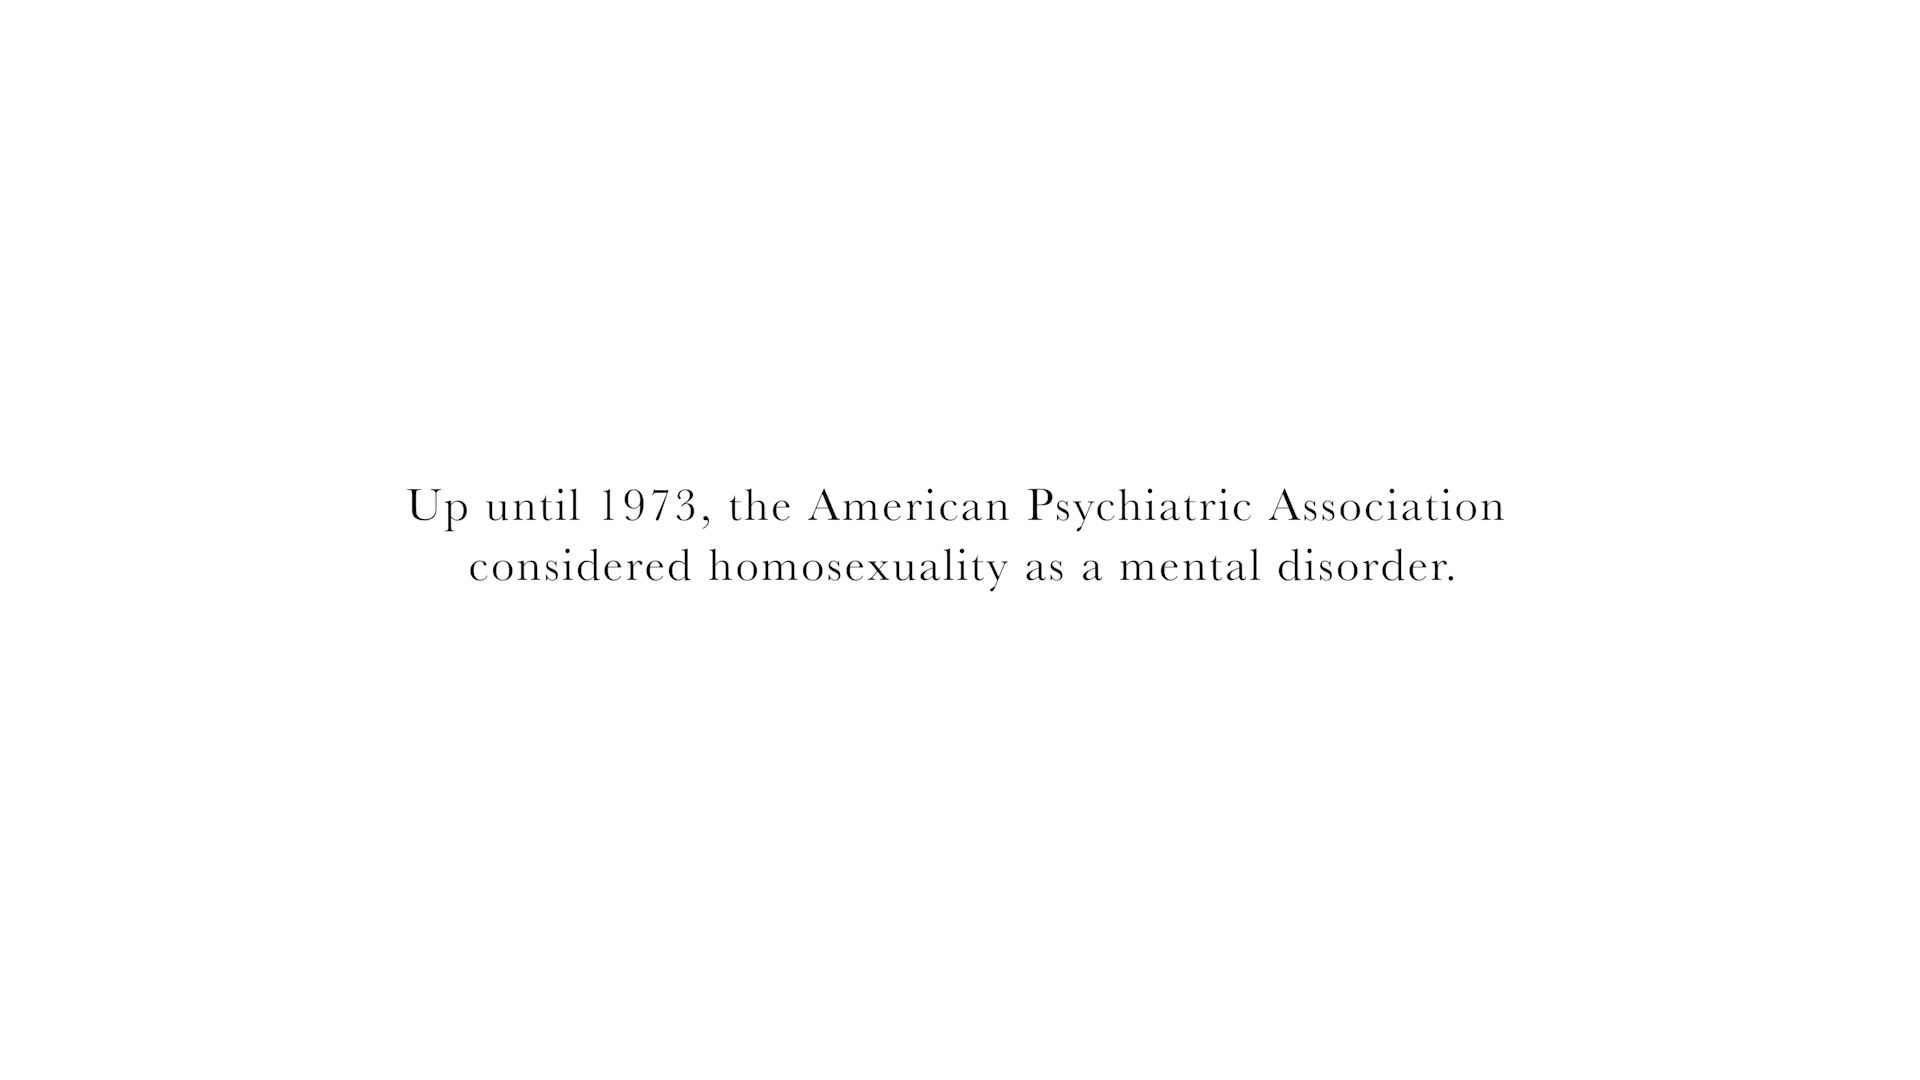 Up until 1973, the American Psychiatric Association
considered homosexuality as a mental disorder.